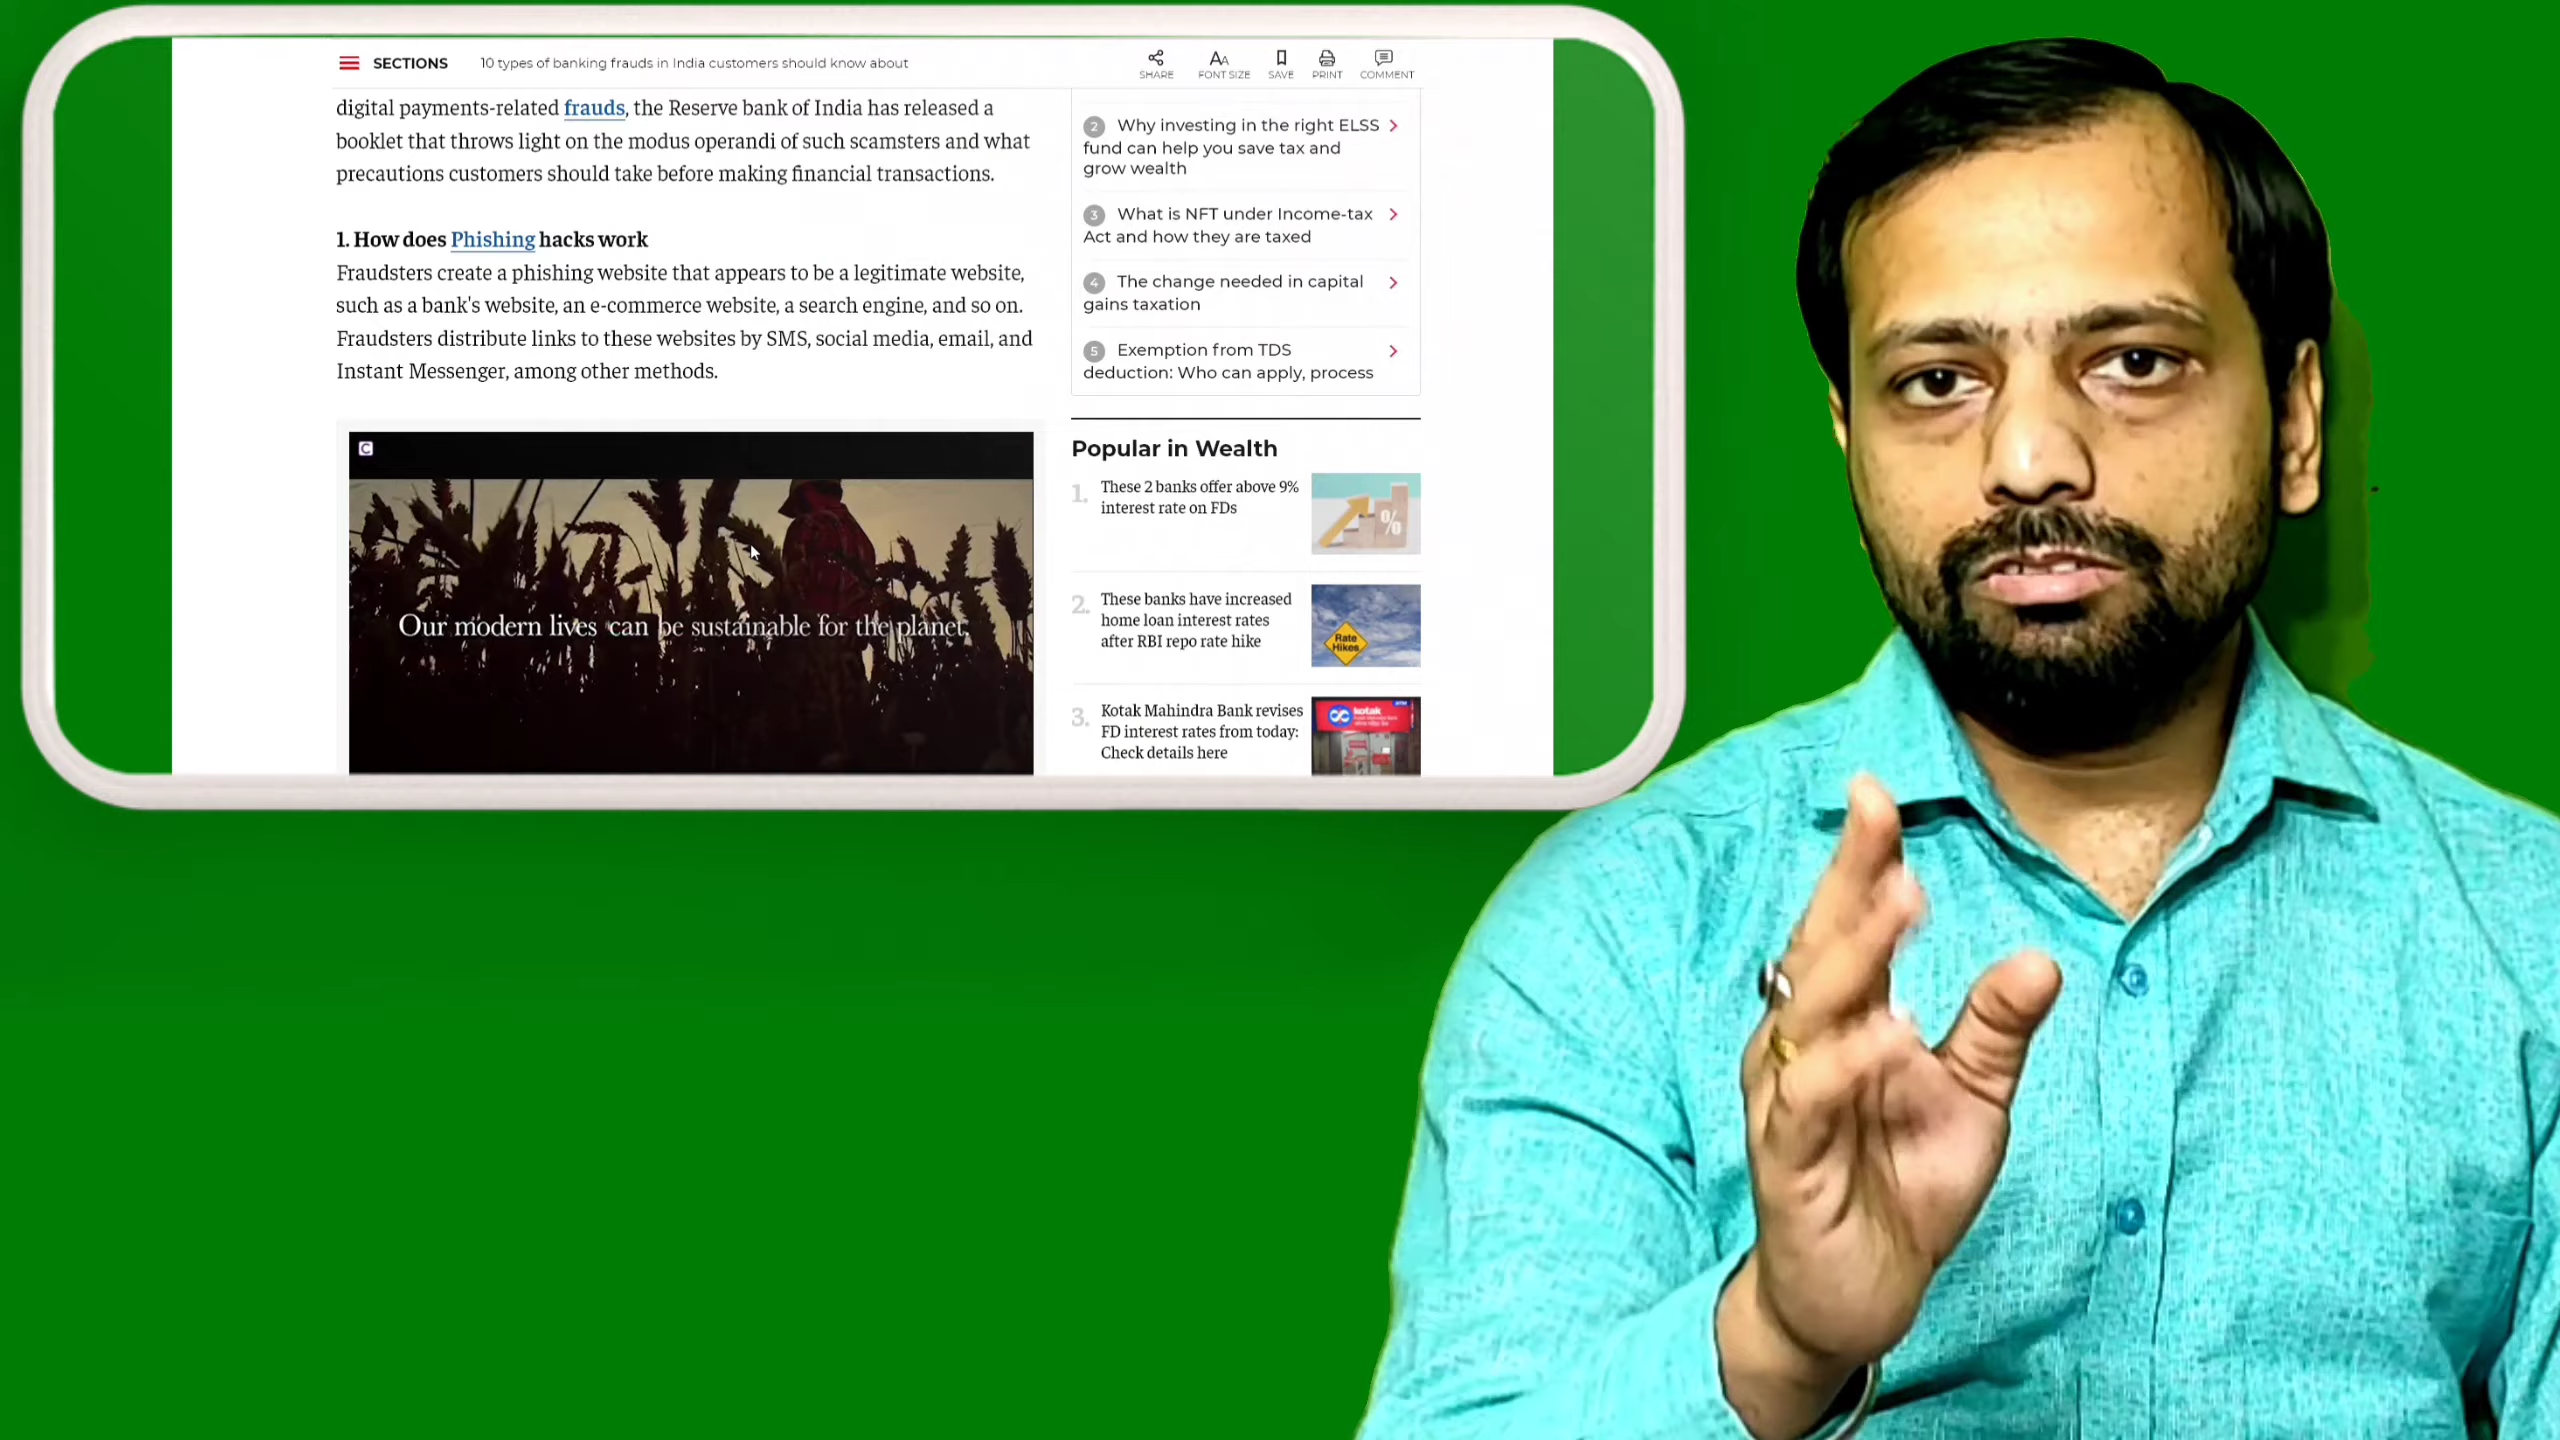 SECTIONS
10 types of banking frauds in India customers should know about
SHARE
FONT SIZE
SAVE
PRINT
COMMENT
digital payments-related frauds, the Reserve bank of India has released a
booklet that throws light on the modus operandi of such scamsters and what
precautions customers should take before making financial transactions.
1. How does Phishing hacks work
Fraudsters create a phishing website that appears to be a legitimate website,
such as a bank's website, an e-commerce website, a search engine, and so on.
Fraudsters distribute links to these websites by SMS, social media, email, and
Instant Messenger, among other methods.
C
Our modern lives can be sustainable for the planet.
2 Why investing in the right ELSS
fund can help you save tax and
grow wealth
3 What is NFT under Income-tax
Act and how they are taxed
4 The change needed in capital
gains taxation
5 Exemption from TDS
deduction: Who can apply, process
Popular in Wealth
1. These 2 banks offer above 9%
interest rate on FDs
%
2. These banks have increased
home loan interest rates
after RBI repo rate hike
Rate
Hikes
3. Kotak Mahindra Bank revises
FD interest rates from today:
Check details here
kotak